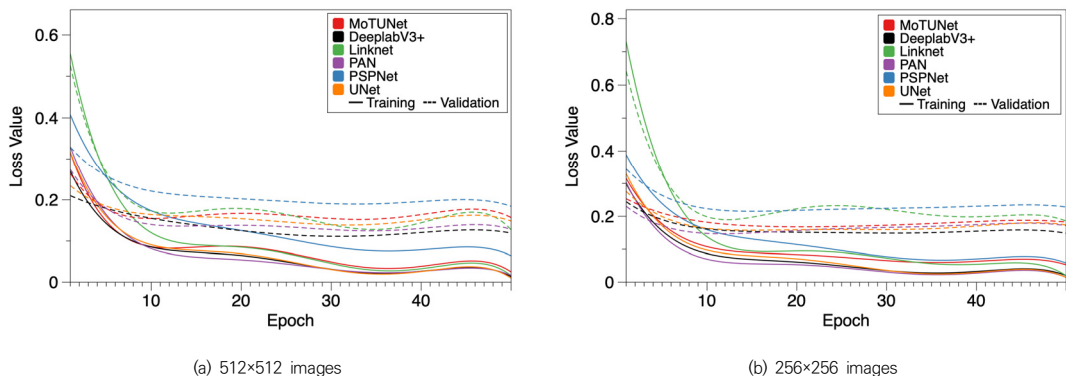 0.6
0.4
0.2
0
Loss Value
MoTUNet
DeeplabV3+
Linknet
PAN
PSPNet
UNet
Training Validation
10 20 30 40
Epoch
(a) 512×512 images
0.8
0.6
0.4
0.2
0
Loss Value
MoTUNet
DeeplabV3+
Linknet
PAN
PSPNet
UNet
Training Validation
10 20 30 40
Epoch
(b) 256×256 images